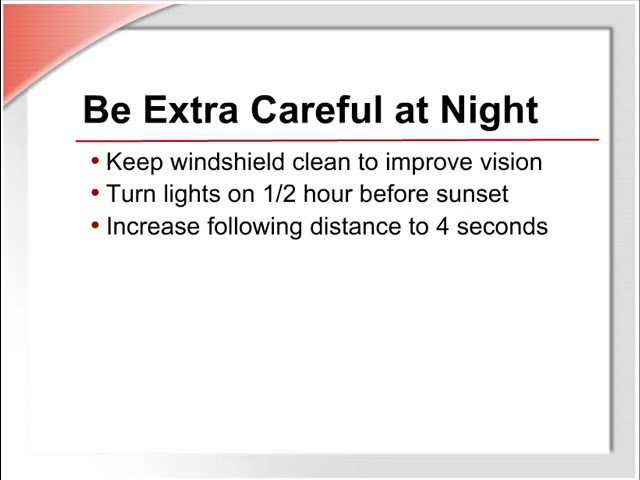 Be Extra Careful at Night
• Keep windshield clean to improve vision
• Turn lights on 1/2 hour before sunset
• Increase following distance to 4 seconds